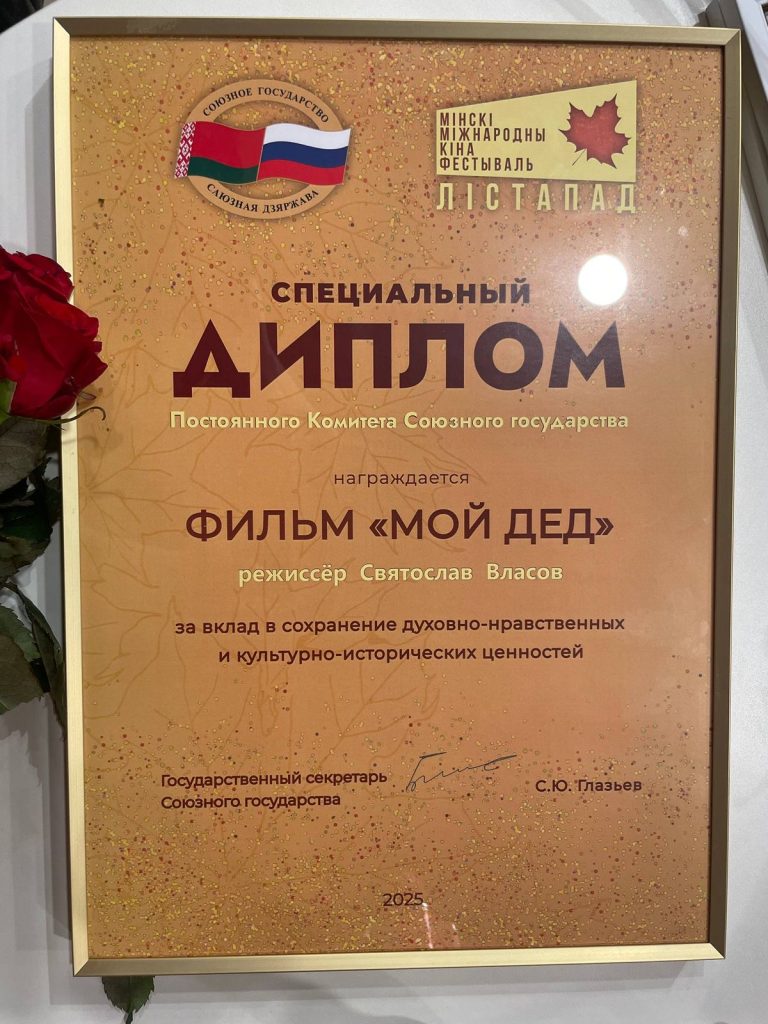 СОЮЗНОЕ ГОСУДАРСТВО
САЮЗНАЯ ДЗЯРЖАВА
МІНСКІ
МІЖНАРОДНЫ
КІНА
ФЕСТЫВАЛЬ
ЛІСТАПАД
СПЕЦИАЛЬНЫЙ
ДИПЛОМ
Постоянного Комитета Союзного государства
награждается
ФИЛЬМ «МОЙ ДЕД»
режиссёр Святослав Власов
за вклад в сохранение духовно-нравственных
и культурно-исторических ценностей
Государственный секретарь
Союзного государства
С.Ю. Глазьев
2025